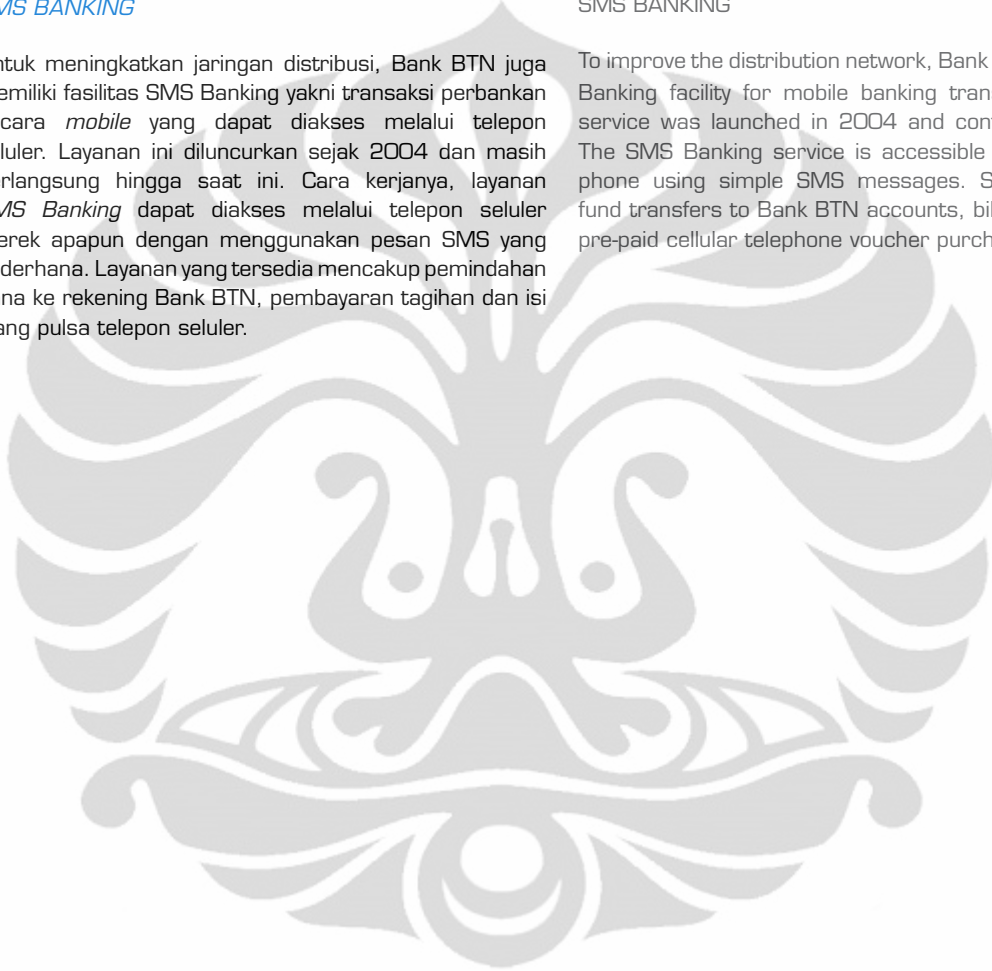 MS BANKING
ntuk meningkatkan jaringan distribusi, Bank BTN juga
emiliki fasilitas SMS Banking yakni transaksi perbankan
cara mobile yang dapat diakses melalui telepon
luler. Layanan ini diluncurkan sejak 2004 dan masih
erlangsung hingga saat ini. Cara kerjanya, layanan
MS Banking dapat diakses melalui telepon seluler
erek apapun dengan menggunakan pesan SMS yang
derhana. Layanan yang tersedia mencakup pemindahan
na ke rekening Bank BTN, pembayaran tagihan dan isi
ang pulsa telepon seluler.
SMS BANKING
To improve the distribution network, Bank
Banking facility for mobile banking trans
service was launched in 2004 and con
The SMS Banking service is accessible
phone using simple SMS messages. S
fund transfers to Bank BTN accounts, bil
pre-paid cellular telephone voucher purch